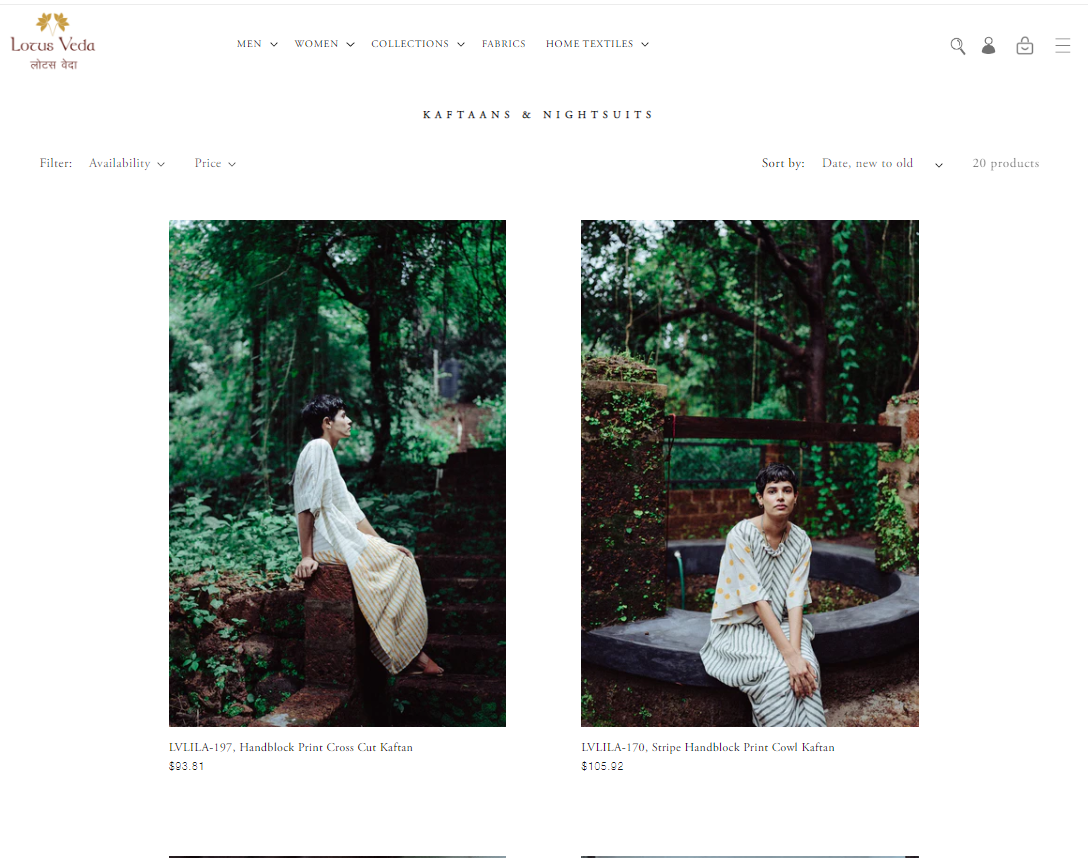 Lotus Veda
लोटस वेदा
MEN WOMEN COLLECTIONS FABRICS HOME TEXTILES
KAFTAANS & NIGHTSUITS
Filter: Availability Price Sort by: Date, new to old 20 products
LVLILA-197, Handblock Print Cross Cut Kaftan
$93.81
LVLILA-170, Stripe Handblock Print Cowl Kaftan
$105.92